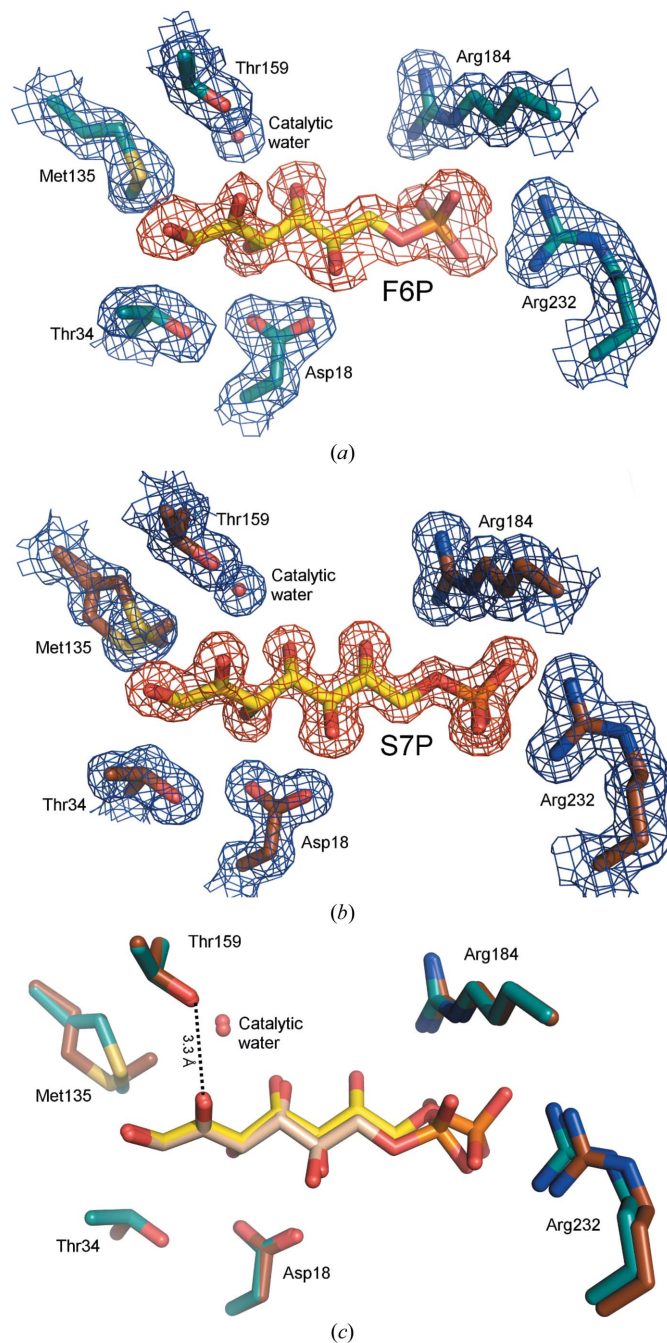 Thr159
Arg184
Catalytic
water
Met135
F6P
Arg232
Thr34
Asp18
(a)
Thr159
Arg184
Catalytic
water
Met135
S7P
Arg232
Thr34
Asp18
(b)
Thr159
Arg184
Catalytic
water
3.3 Å
Met135
Arg232
Thr34
Asp18
(c)